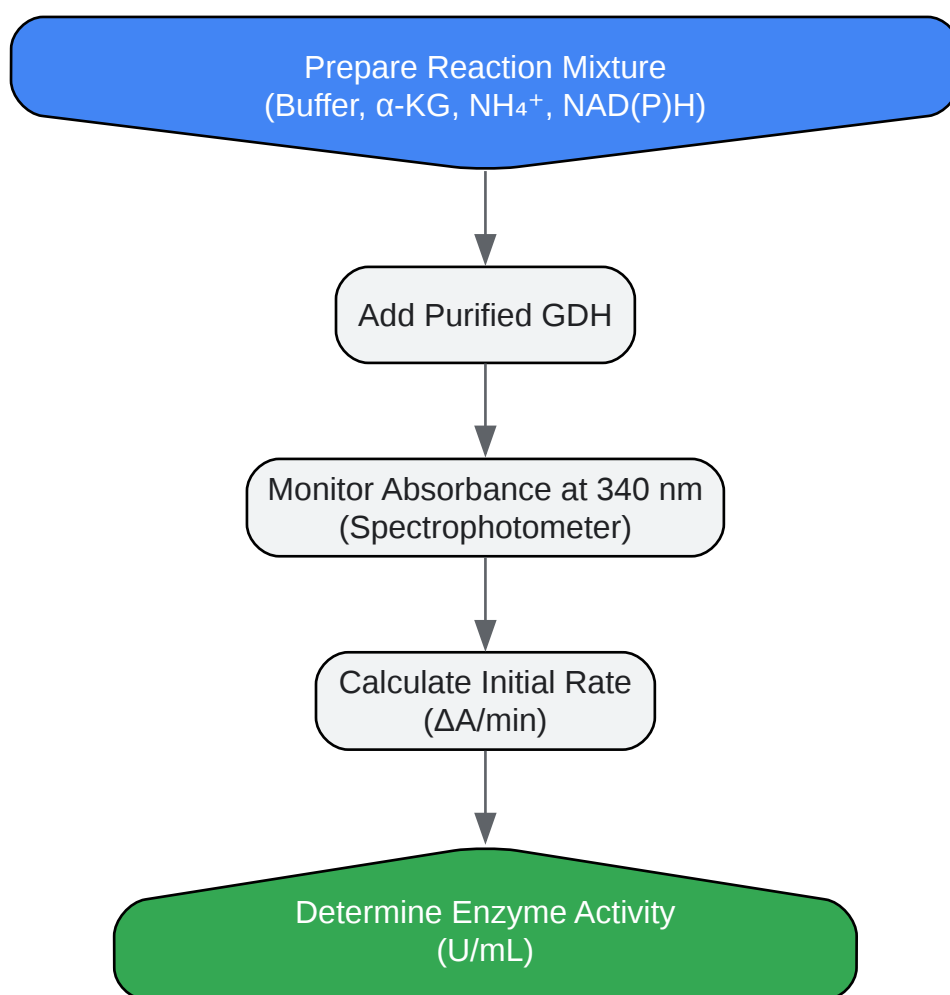 Prepare Reaction Mixture
(Buffer, α-KG, NH₄⁺, NAD(P)H)
Add Purified GDH
Monitor Absorbance at 340 nm
(Spectrophotometer)
Calculate Initial Rate
(ΔA/min)
Determine Enzyme Activity
(U/mL)